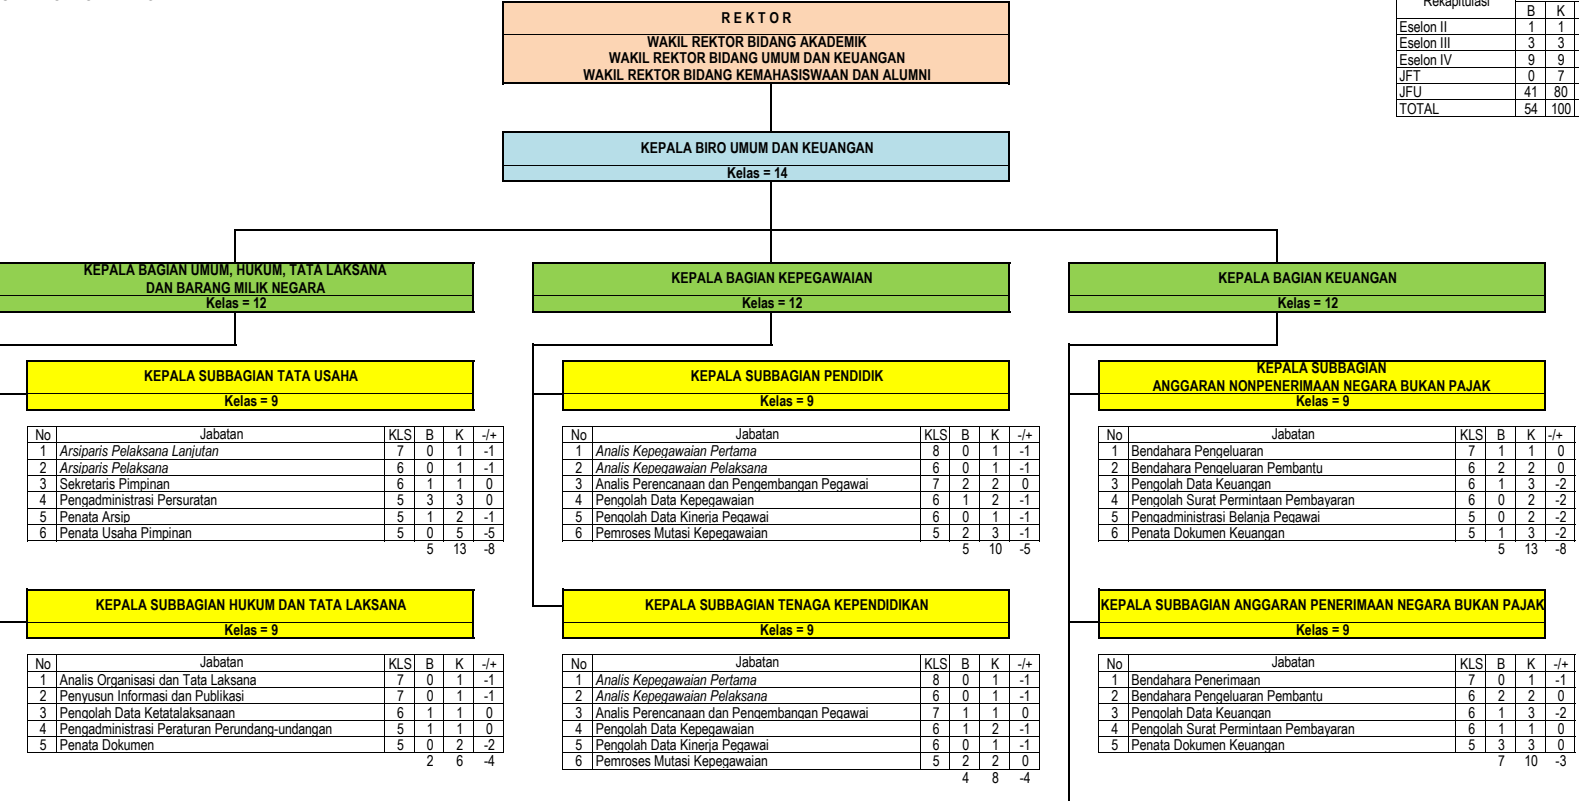 R E K T O R
WAKIL REKTOR BIDANG AKADEMIK
WAKIL REKTOR BIDANG UMUM DAN KEUANGAN
WAKIL REKTOR BIDANG KEMAHASISWAAN DAN ALUMNI
Rekapitulasi B K
Eselon II 1 1
Eselon III 3 3
Eselon IV 9 9
JFT 0 7
JFU 41 80
TOTAL 54 100
KEPALA BIRO UMUM DAN KEUANGAN
Kelas = 14
KEPALA BAGIAN UMUM, HUKUM, TATA LAKSANA
DAN BARANG MILIK NEGARA
Kelas = 12
KEPALA BAGIAN KEPEGAWAIAN
Kelas = 12
KEPALA BAGIAN KEUANGAN
Kelas = 12
KEPALA SUBBAGIAN TATA USAHA
Kelas = 9
No Jabatan KLS B K -/+
1 Arsiparis Pelaksana Lanjutan 7 0 1 -1
2 Arsiparis Pelaksana 6 0 1 -1
3 Sekretaris Pimpinan 6 1 1 0
4 Pengadministrasi Persuratan 5 3 3 0
5 Penata Arsip 5 1 2 -1
6 Penata Usaha Pimpinan 5 0 5 -5
5 13 -8
KEPALA SUBBAGIAN PENDIDIK
Kelas = 9
No Jabatan KLS B K -/+
1 Analis Kepegawaian Pertama 8 0 1 -1
2 Analis Kepegawaian Pelaksana 6 0 1 -1
3 Analis Perencanaan dan Pengembangan Pegawai 7 2 2 0
4 Pengolah Data Kepegawaian 6 1 2 -1
5 Pengolah Data Kinerja Pegawai 6 0 1 -1
6 Pemroses Mutasi Kepegawaian 5 2 3 -1
5 10 -5
KEPALA SUBBAGIAN
ANGGARAN NONPENERIMAAN NEGARA BUKAN PAJAK
Kelas = 9
No Jabatan KLS B K -/+
1 Bendahara Pengeluaran 7 1 1 0
2 Bendahara Pengeluaran Pembantu 6 2 2 0
3 Pengolah Data Keuangan 6 1 3 -2
4 Pengolah Surat Permintaan Pembayaran 6 0 2 -2
5 Pengadministrasi Belanja Pegawai 5 0 2 -2
6 Penata Dokumen Keuangan 5 1 3 -2
5 13 -8
KEPALA SUBBAGIAN HUKUM DAN TATA LAKSANA
Kelas = 9
No Jabatan KLS B K -/+
1 Analis Organisasi dan Tata Laksana 7 0 1 -1
2 Penyusun Informasi dan Publikasi 7 0 1 -1
3 Pengolah Data Ketatalaksanaan 6 1 1 0
4 Pengadministrasi Peraturan Perundang-undangan 5 1 1 0
5 Penata Dokumen 5 0 2 -2
2 6 -4
KEPALA SUBBAGIAN TENAGA KEPENDIDIKAN
Kelas = 9
No Jabatan KLS B K -/+
1 Analis Kepegawaian Pertama 8 0 1 -1
2 Analis Kepegawaian Pelaksana 6 0 1 -1
3 Analis Perencanaan dan Pengembangan Pegawai 7 1 1 0
4 Pengolah Data Kepegawaian 6 1 2 -1
5 Pengolah Data Kinerja Pegawai 6 0 1 -1
6 Pemroses Mutasi Kepegawaian 5 2 2 0
4 8 -4
KEPALA SUBBAGIAN ANGGARAN PENERIMAAN NEGARA BUKAN PAJAK
Kelas = 9
No Jabatan KLS B K -/+
1 Bendahara Penerimaan 7 0 1 -1
2 Bendahara Pengeluaran Pembantu 6 2 2 0
3 Pengolah Data Keuangan 6 1 3 -2
4 Pengolah Surat Permintaan Pembayaran 6 1 1 0
5 Penata Dokumen Keuangan 5 3 3 0
7 10 -3